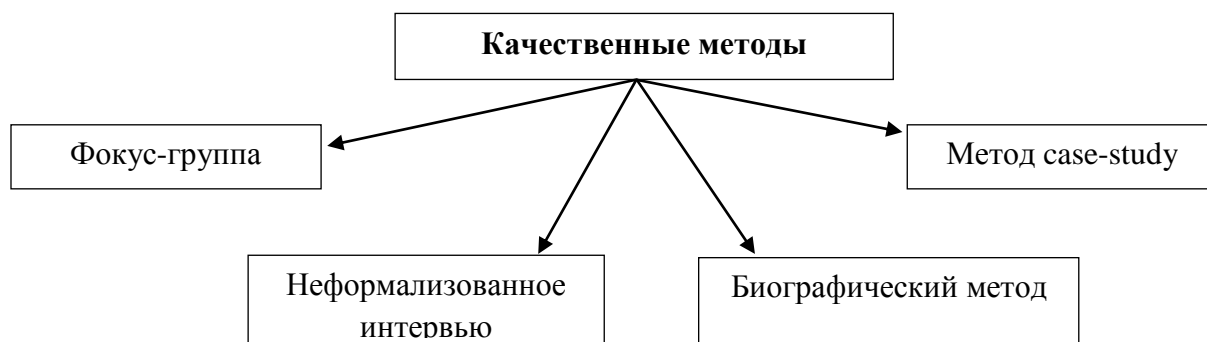 Качественные методы
Фокус-группа
Метод case-study
Неформализованное
интервью
Биографический метод